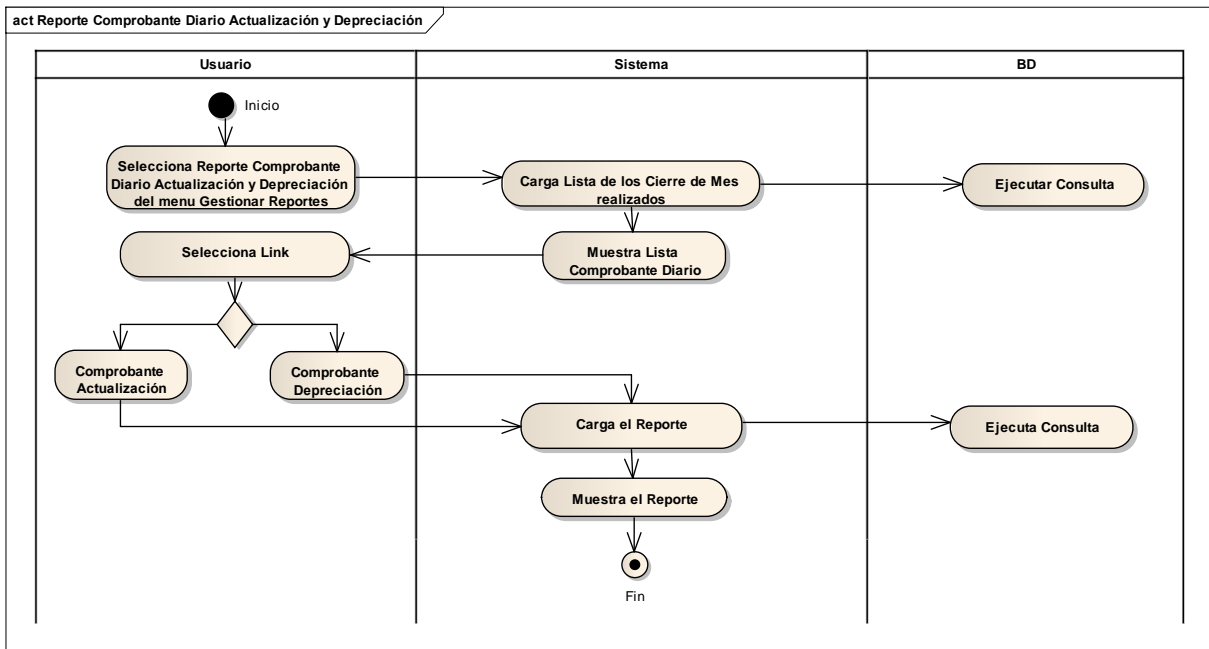 act Reporte Comprobante Diario Actualización y Depreciación
Usuario
Sistema
BD
Inicio
Selecciona Reporte Comprobante
Diario Actualización y Depreciación
del menu Gestionar Reportes
Carga Lista de los Cierre de Mes
realizados
Ejecutar Consulta
Selecciona Link
Muestra Lista
Comprobante Diario
Comprobante
Actualización
Comprobante
Depreciación
Carga el Reporte
Ejecuta Consulta
Muestra el Reporte
Fin